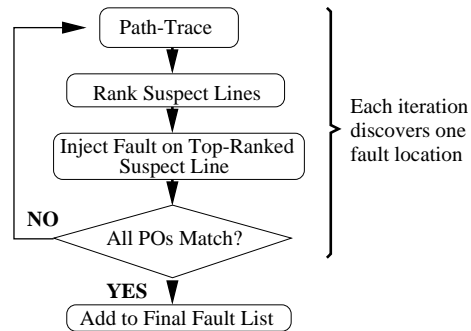 Path-Trace
Rank Suspect Lines
Inject Fault on Top-Ranked
Suspect Line
Each iteration
discovers one
fault location
NO
All POs Match?
YES
Add to Final Fault List